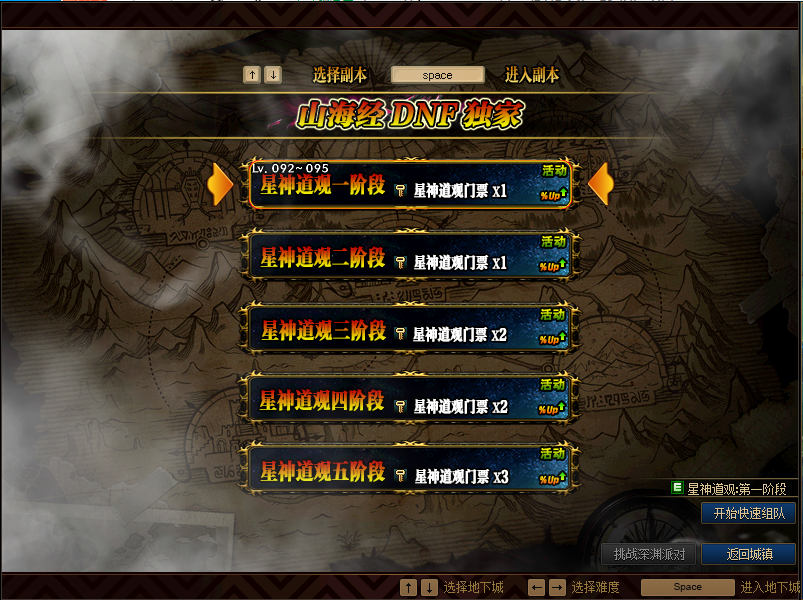 ↑ ↓ 选择副本 space 进入副本
山海经 DNF 独家
Lv. 092~095
活动
星神道观一阶段 星神道观门票 x1
%Up
活动
星神道观二阶段 星神道观门票 x1
%Up
活动
星神道观三阶段 星神道观门票 x2
%Up
活动
星神道观四阶段 星神道观门票 x2
%Up
活动
星神道观五阶段 星神道观门票 x3
%Up
E 星神道观:第一阶段
开始快速组队
挑战深渊派对 返回城镇
↑ ↓ 选择地下城 ← → 选择难度 Space 进入地下城